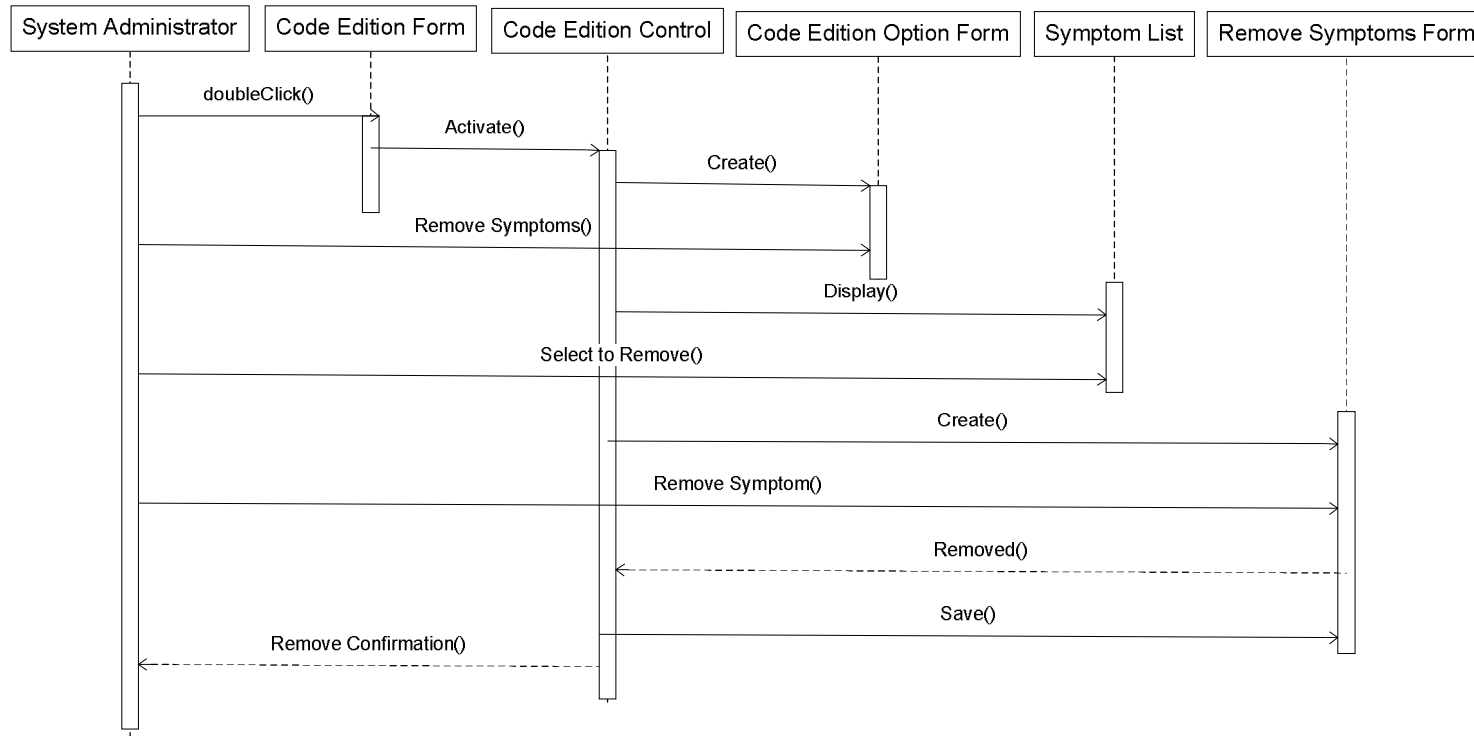 System Administrator
Code Edition Form
Code Edition Control
Code Edition Option Form
Symptom List
Remove Symptoms Form
doubleClick()
Activate()
Create()
Remove Symptoms()
Display()
Select to Remove()
Create()
Remove Symptom()
Removed()
Save()
Remove Confirmation()